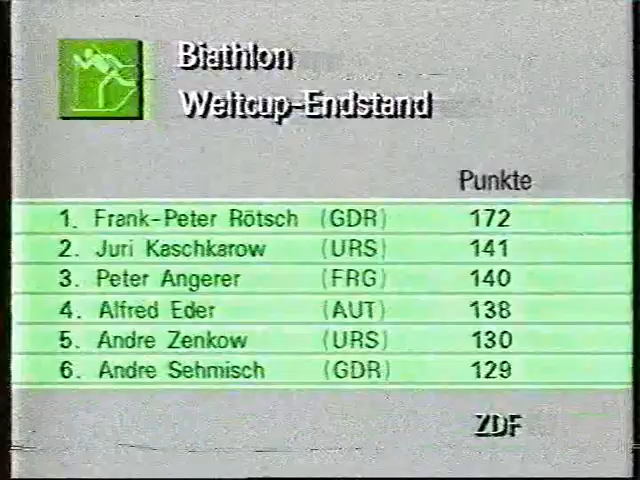 Biathlon
Weltcup-Endstand
Punkte
1. Frank-Peter Rötsch (GDR) 172
2. Juri Kaschkarow (URS) 141
3. Peter Angerer (FRG) 140
4. Alfred Eder (AUT) 138
5. Andre Zenkow (URS) 130
6. Andre Sehmisch (GDR) 129
ZDF